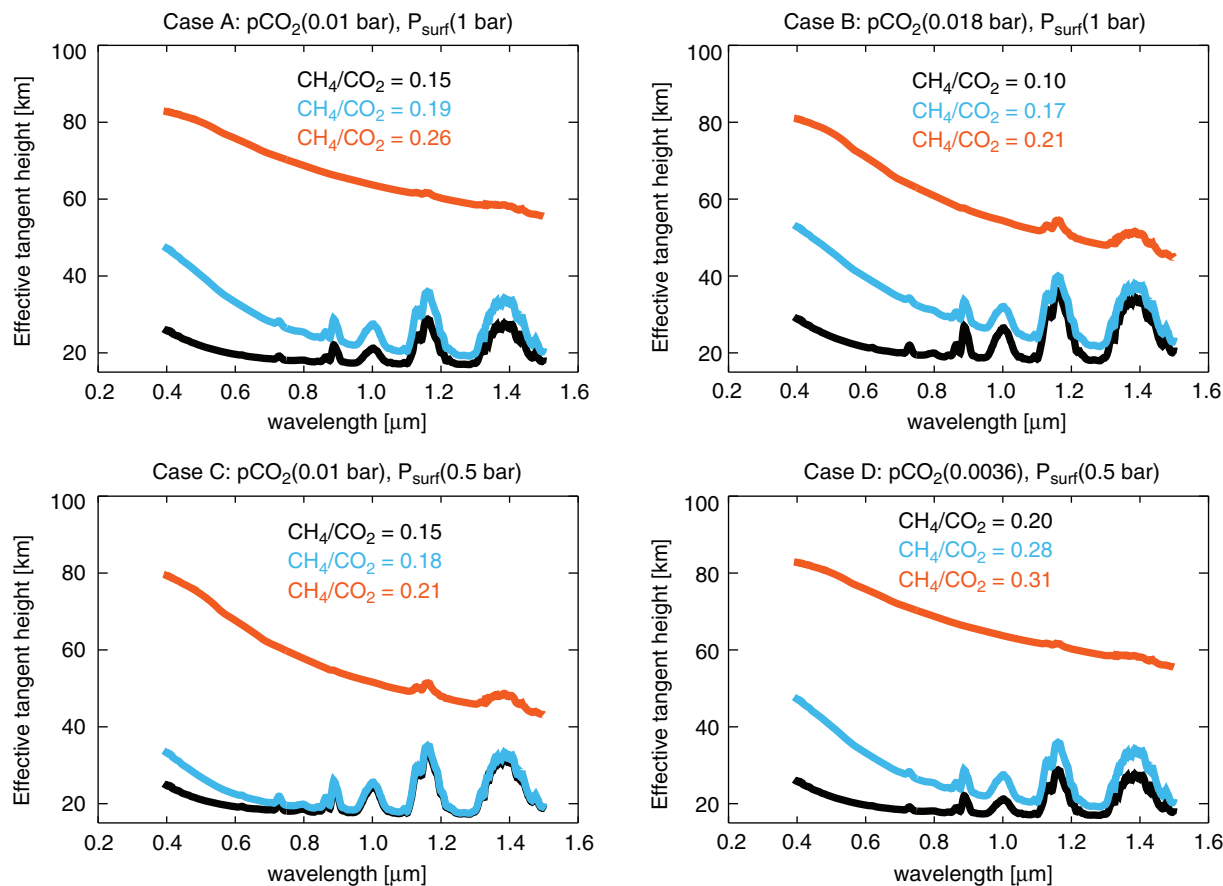 Case A: pCO₂(0.01 bar), P_surf(1 bar)
Effective tangent height [km]
100
80
60
40
20
CH₄/CO₂ = 0.15
CH₄/CO₂ = 0.19
CH₄/CO₂ = 0.26
0.2 0.4 0.6 0.8 1.0 1.2 1.4 1.6
wavelength [μm]
Case B: pCO₂(0.018 bar), P_surf(1 bar)
Effective tangent height [km]
100
80
60
40
20
CH₄/CO₂ = 0.10
CH₄/CO₂ = 0.17
CH₄/CO₂ = 0.21
0.2 0.4 0.6 0.8 1.0 1.2 1.4 1.6
wavelength [μm]
Case C: pCO₂(0.01 bar), P_surf(0.5 bar)
Effective tangent height [km]
100
80
60
40
20
CH₄/CO₂ = 0.15
CH₄/CO₂ = 0.18
CH₄/CO₂ = 0.21
0.2 0.4 0.6 0.8 1.0 1.2 1.4 1.6
wavelength [μm]
Case D: pCO₂(0.0036), P_surf(0.5 bar)
Effective tangent height [km]
100
80
60
40
20
CH₄/CO₂ = 0.20
CH₄/CO₂ = 0.28
CH₄/CO₂ = 0.31
0.2 0.4 0.6 0.8 1.0 1.2 1.4 1.6
wavelength [μm]